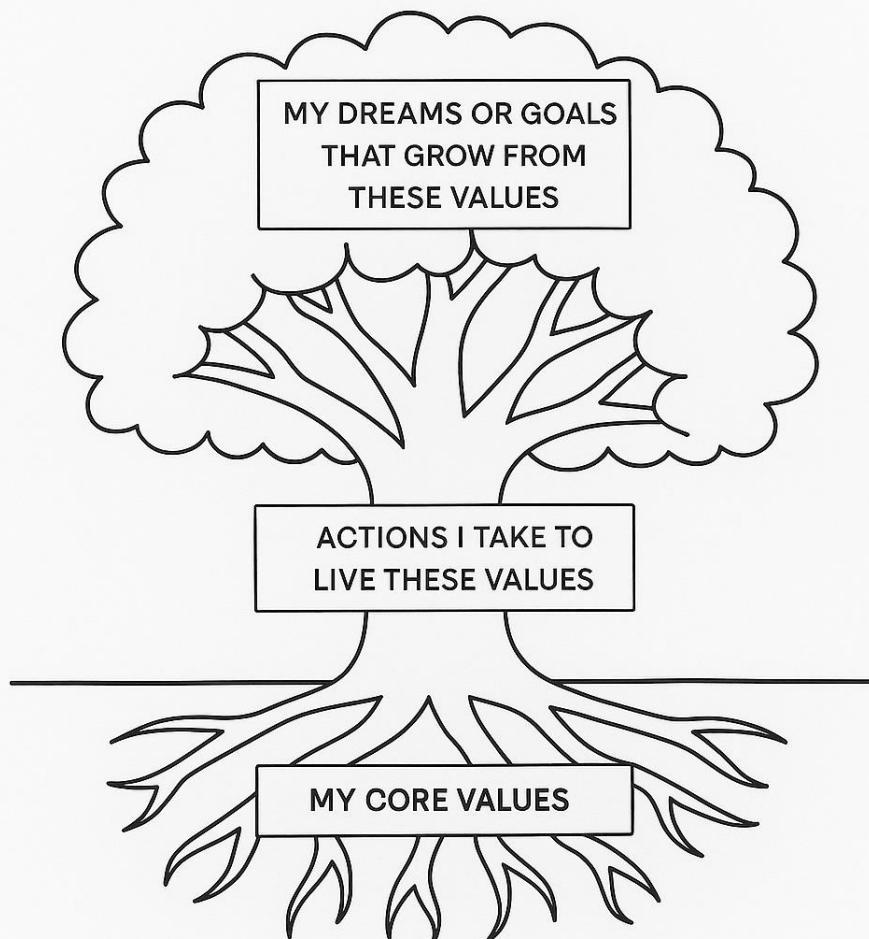 MY DREAMS OR GOALS
THAT GROW FROM
THESE VALUES
ACTIONS I TAKE TO
LIVE THESE VALUES
MY CORE VALUES